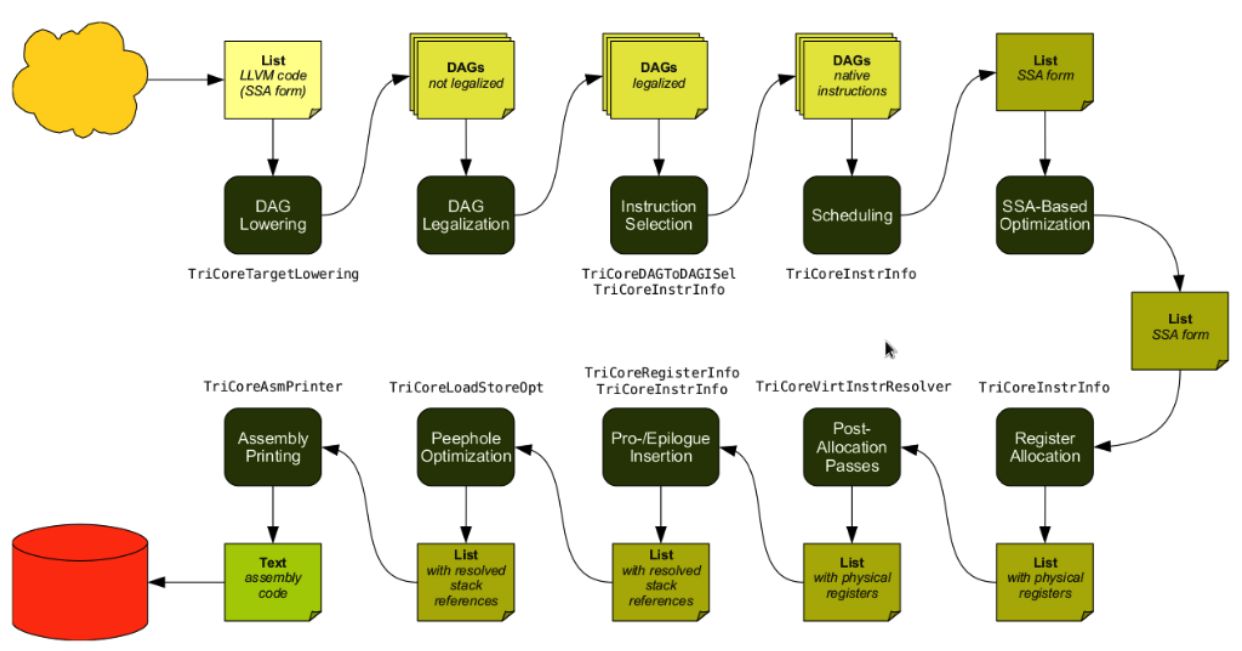 List
LLVM code
(SSA form)
DAGs
not legalized
DAGs
legalized
DAGs
native
instructions
List
SSA form
DAG
Lowering
DAG
Legalization
Instruction
Selection
Scheduling
SSA-Based
Optimization
TriCoreTargetLowering
TriCoreDAGToDAGISel
TriCoreInstrInfo
TriCoreInstrInfo
List
SSA form
TriCoreAsmPrinter
TriCoreLoadStoreOpt
TriCoreRegisterInfo
TriCoreInstrInfo
TriCoreVirtInstrResolver
TriCoreInstrInfo
Assembly
Printing
Peephole
Optimization
Pro-/Epilogue
Insertion
Post-
Allocation
Passes
Register
Allocation
Text
assembly
code
List
with resolved
stack
references
List
with resolved
stack
references
List
with physical
registers
List
with physical
registers